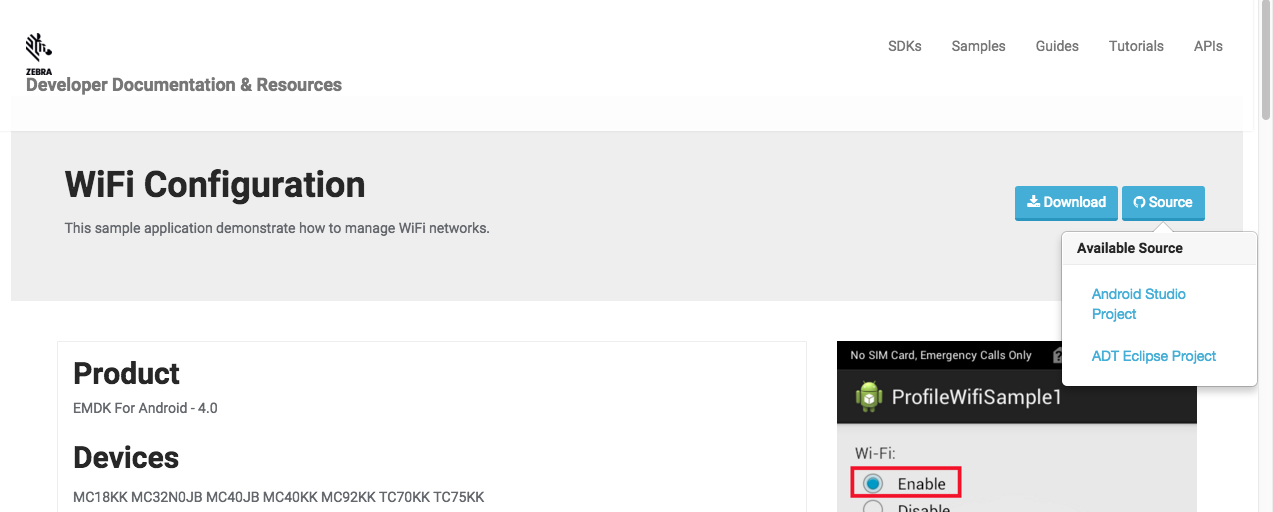 ZEBRA
Developer Documentation & Resources
SDKs Samples Guides Tutorials APIs
WiFi Configuration
This sample application demonstrate how to manage WiFi networks.
Download Source
Available Source
Android Studio
Project
ADT Eclipse Project
Product
EMDK For Android - 4.0
Devices
MC18KK MC32N0JB MC40JB MC40KK MC92KK TC70KK TC75KK
No SIM Card, Emergency Calls Only
ProfileWifiSample1
Wi-Fi:
Enable
Disable